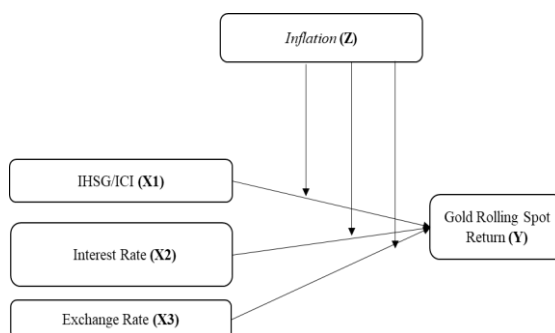 Inflation (Z)
IHSG/ICI (X1)
Gold Rolling Spot
Return (Y)
Interest Rate (X2)
Exchange Rate (X3)